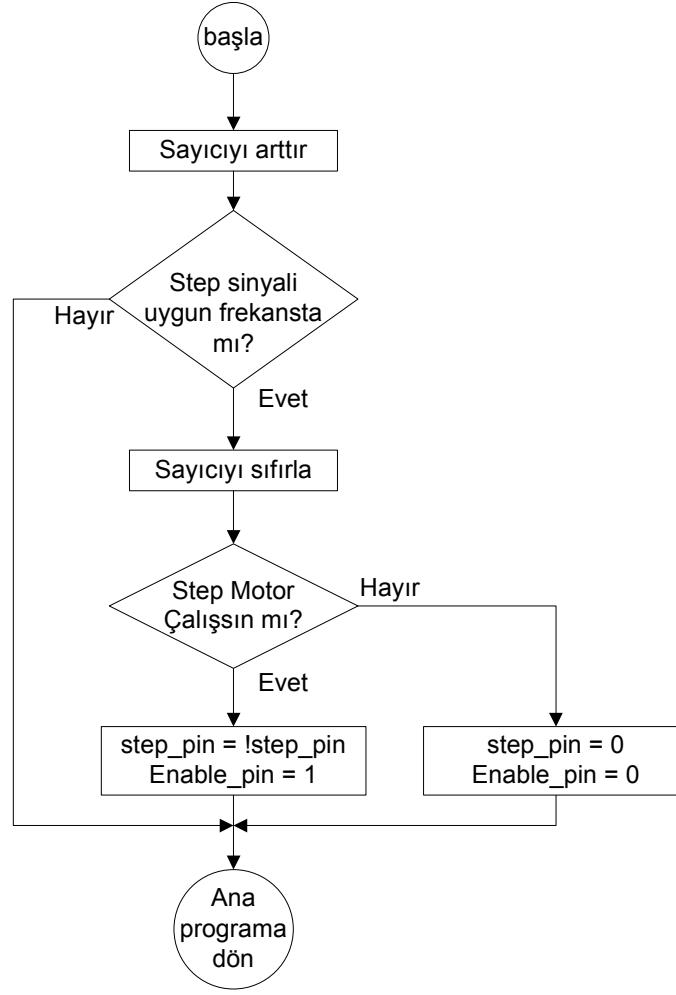 başla
Sayıcıyı arttır
Step sinyali
uygun frekansta
mı?
Hayır
Evet
Sayıcıyı sıfırla
Step Motor
Çalışsın mı?
Hayır
Evet
step_pin = !step_pin
Enable_pin = 1
step_pin = 0
Enable_pin = 0
Ana
programa
dön